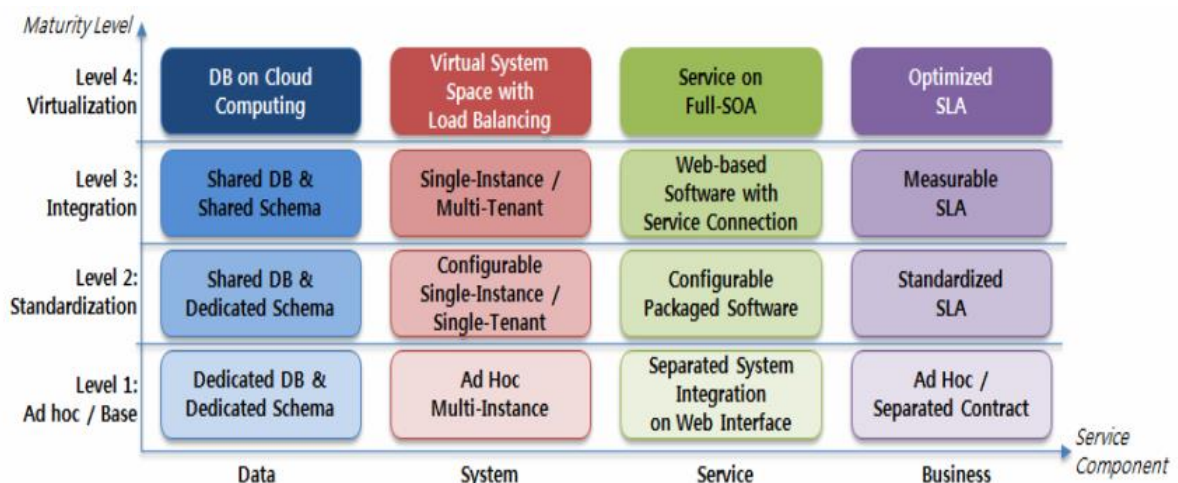 Maturity Level
Level 4:
Virtualization
DB on Cloud
Computing
Virtual System
Space with
Load Balancing
Service on
Full-SOA
Optimized
SLA
Level 3:
Integration
Shared DB &
Shared Schema
Single-Instance /
Multi-Tenant
Web-based
Software with
Service Connection
Measurable
SLA
Level 2:
Standardization
Shared DB &
Dedicated Schema
Configurable
Single-Instance /
Single-Tenant
Configurable
Packaged Software
Standardized
SLA
Level 1:
Ad hoc / Base
Dedicated DB &
Dedicated Schema
Ad Hoc
Multi-Instance
Separated System
Integration
on Web Interface
Ad Hoc /
Separated Contract
Data
System
Service
Business
Service
Component